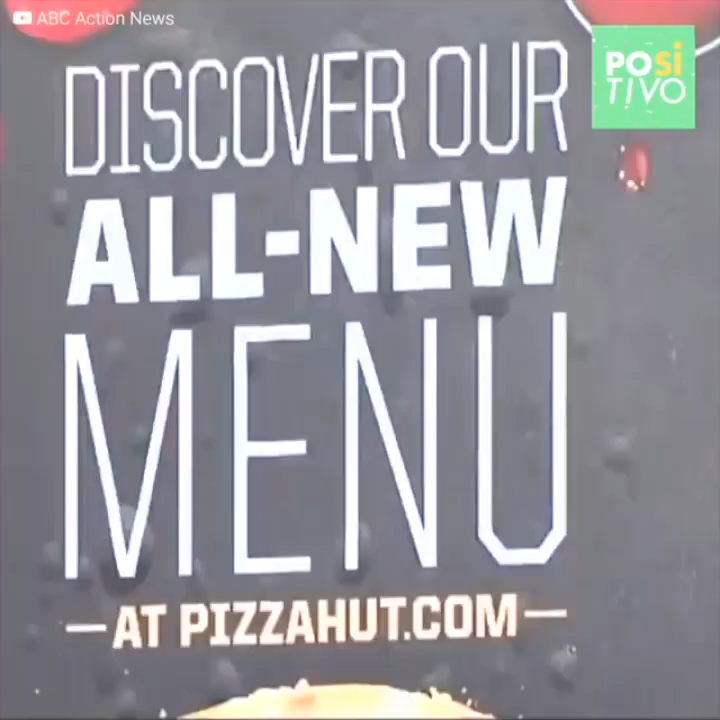 ABC Action News
POSi
TIVO
DISCOVER OUR
ALL-NEW
MENU
—AT PIZZAHUT.COM—